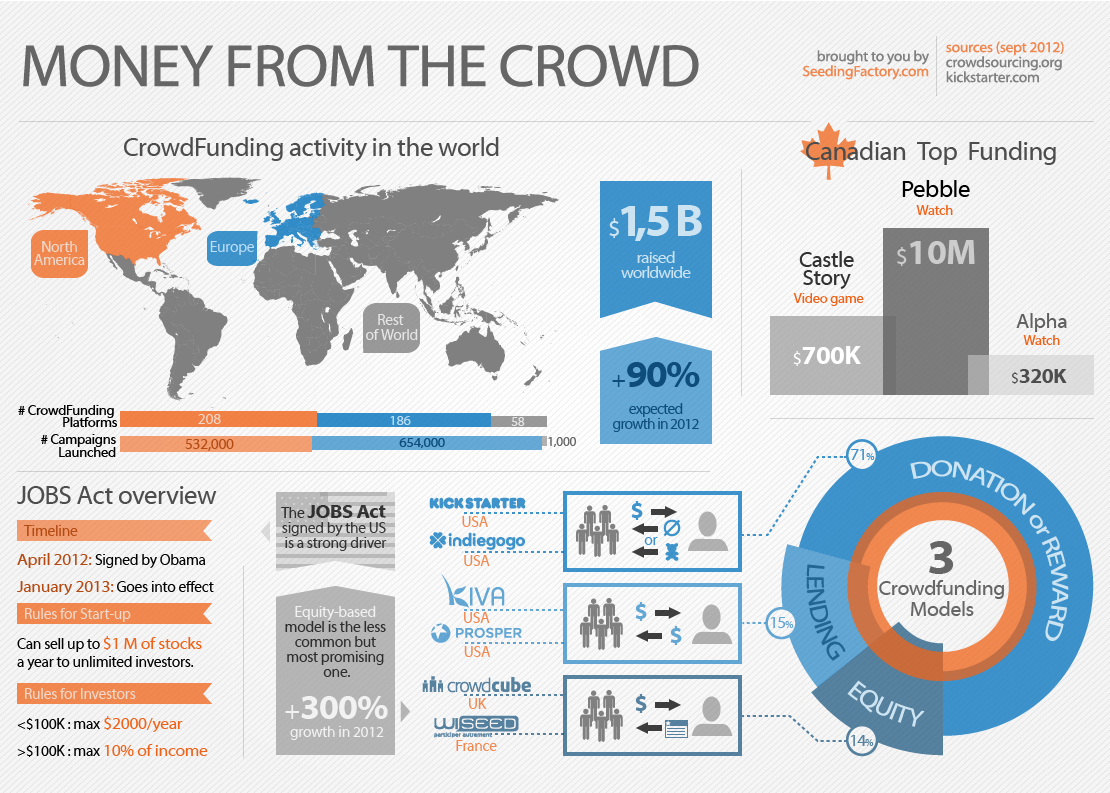 MONEY FROM THE CROWD
brought to you by
SeedingFactory.com
sources (sept 2012)
crowdsourcing.org
kickstarter.com
CrowdFunding activity in the world
North
America
Europe
Rest
of World
# CrowdFunding
Platforms
208
186
58
# Campaigns
Launched
532,000
654,000
1,000
$1,5 B
raised
worldwide
+90%
expected
growth in 2012
Canadian Top Funding
Pebble
Watch
$10M
Castle
Story
Video game
$700K
Alpha
Watch
$320K
JOBS Act overview
Timeline
April 2012: Signed by Obama
January 2013: Goes into effect
Rules for Start-up
Can sell up to $1 M of stocks
a year to unlimited investors.
Rules for Investors
<$100K : max $2000/year
>$100K : max 10% of income
The JOBS Act
signed by the US
is a strong driver
Equity-based
model is the less
common but
most promising
one.
+300%
growth in 2012
KICKSTARTER
USA
indiegogo
USA
$
or
KIVA
USA
PROSPER
USA
$
$
crowdcube
UK
WISEED
participer autrement
France
$
71%
15%
14%
DONATION or REWARD
LENDING
EQUITY
3
Crowdfunding
Models